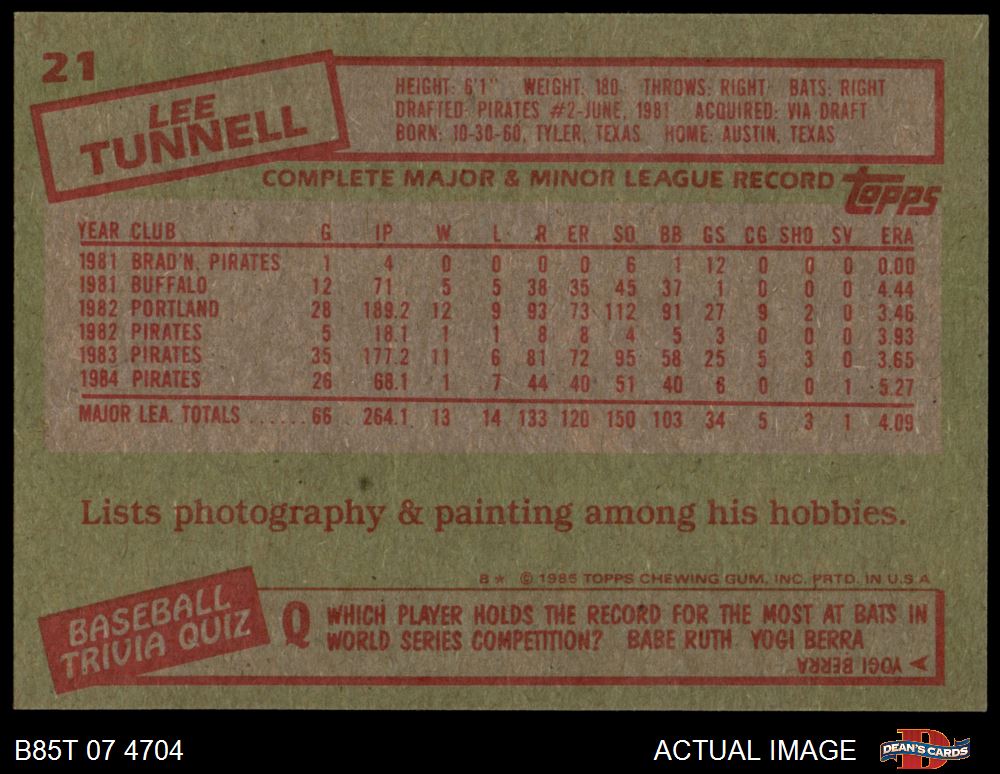 21
LEE
TUNNELL
HEIGHT: 6'1" WEIGHT: 180 THROWS: RIGHT BATS: RIGHT
DRAFTED: PIRATES #2-JUNE, 1981 ACQUIRED: VIA DRAFT
BORN: 10-30-60, TYLER, TEXAS HOME: AUSTIN, TEXAS
COMPLETE MAJOR & MINOR LEAGUE RECORD topps
YEAR CLUB G IP W L R ER SO BB GS CG SHO SV ERA
1981 BRAD'N. PIRATES 1 4 0 0 0 0 6 1 12 0 0 0 0.00
1981 BUFFALO 12 71 5 5 38 35 45 37 1 0 0 0 4.44
1982 PORTLAND 28 189.2 12 9 93 73 112 91 27 9 2 0 3.46
1982 PIRATES 5 18.1 1 1 8 8 4 5 3 0 0 0 3.93
1983 PIRATES 35 177.2 11 6 81 72 95 58 25 5 3 0 3.65
1984 PIRATES 26 68.1 1 7 44 40 51 40 6 0 0 1 5.27
MAJOR LEA. TOTALS ...... 66 264.1 13 14 133 120 150 103 34 5 3 1 4.09
Lists photography & painting among his hobbies.
B* © 1985 TOPPS CHEWING GUM, INC. PRTD. IN U.S.A
BASEBALL
TRIVIA QUIZ
Q WHICH PLAYER HOLDS THE RECORD FOR THE MOST AT BATS IN
WORLD SERIES COMPETITION? BABE RUTH YOGI BERRA
YOGI BERRA
B85T 07 4704
ACTUAL IMAGE
D
DEAN'S CARDS